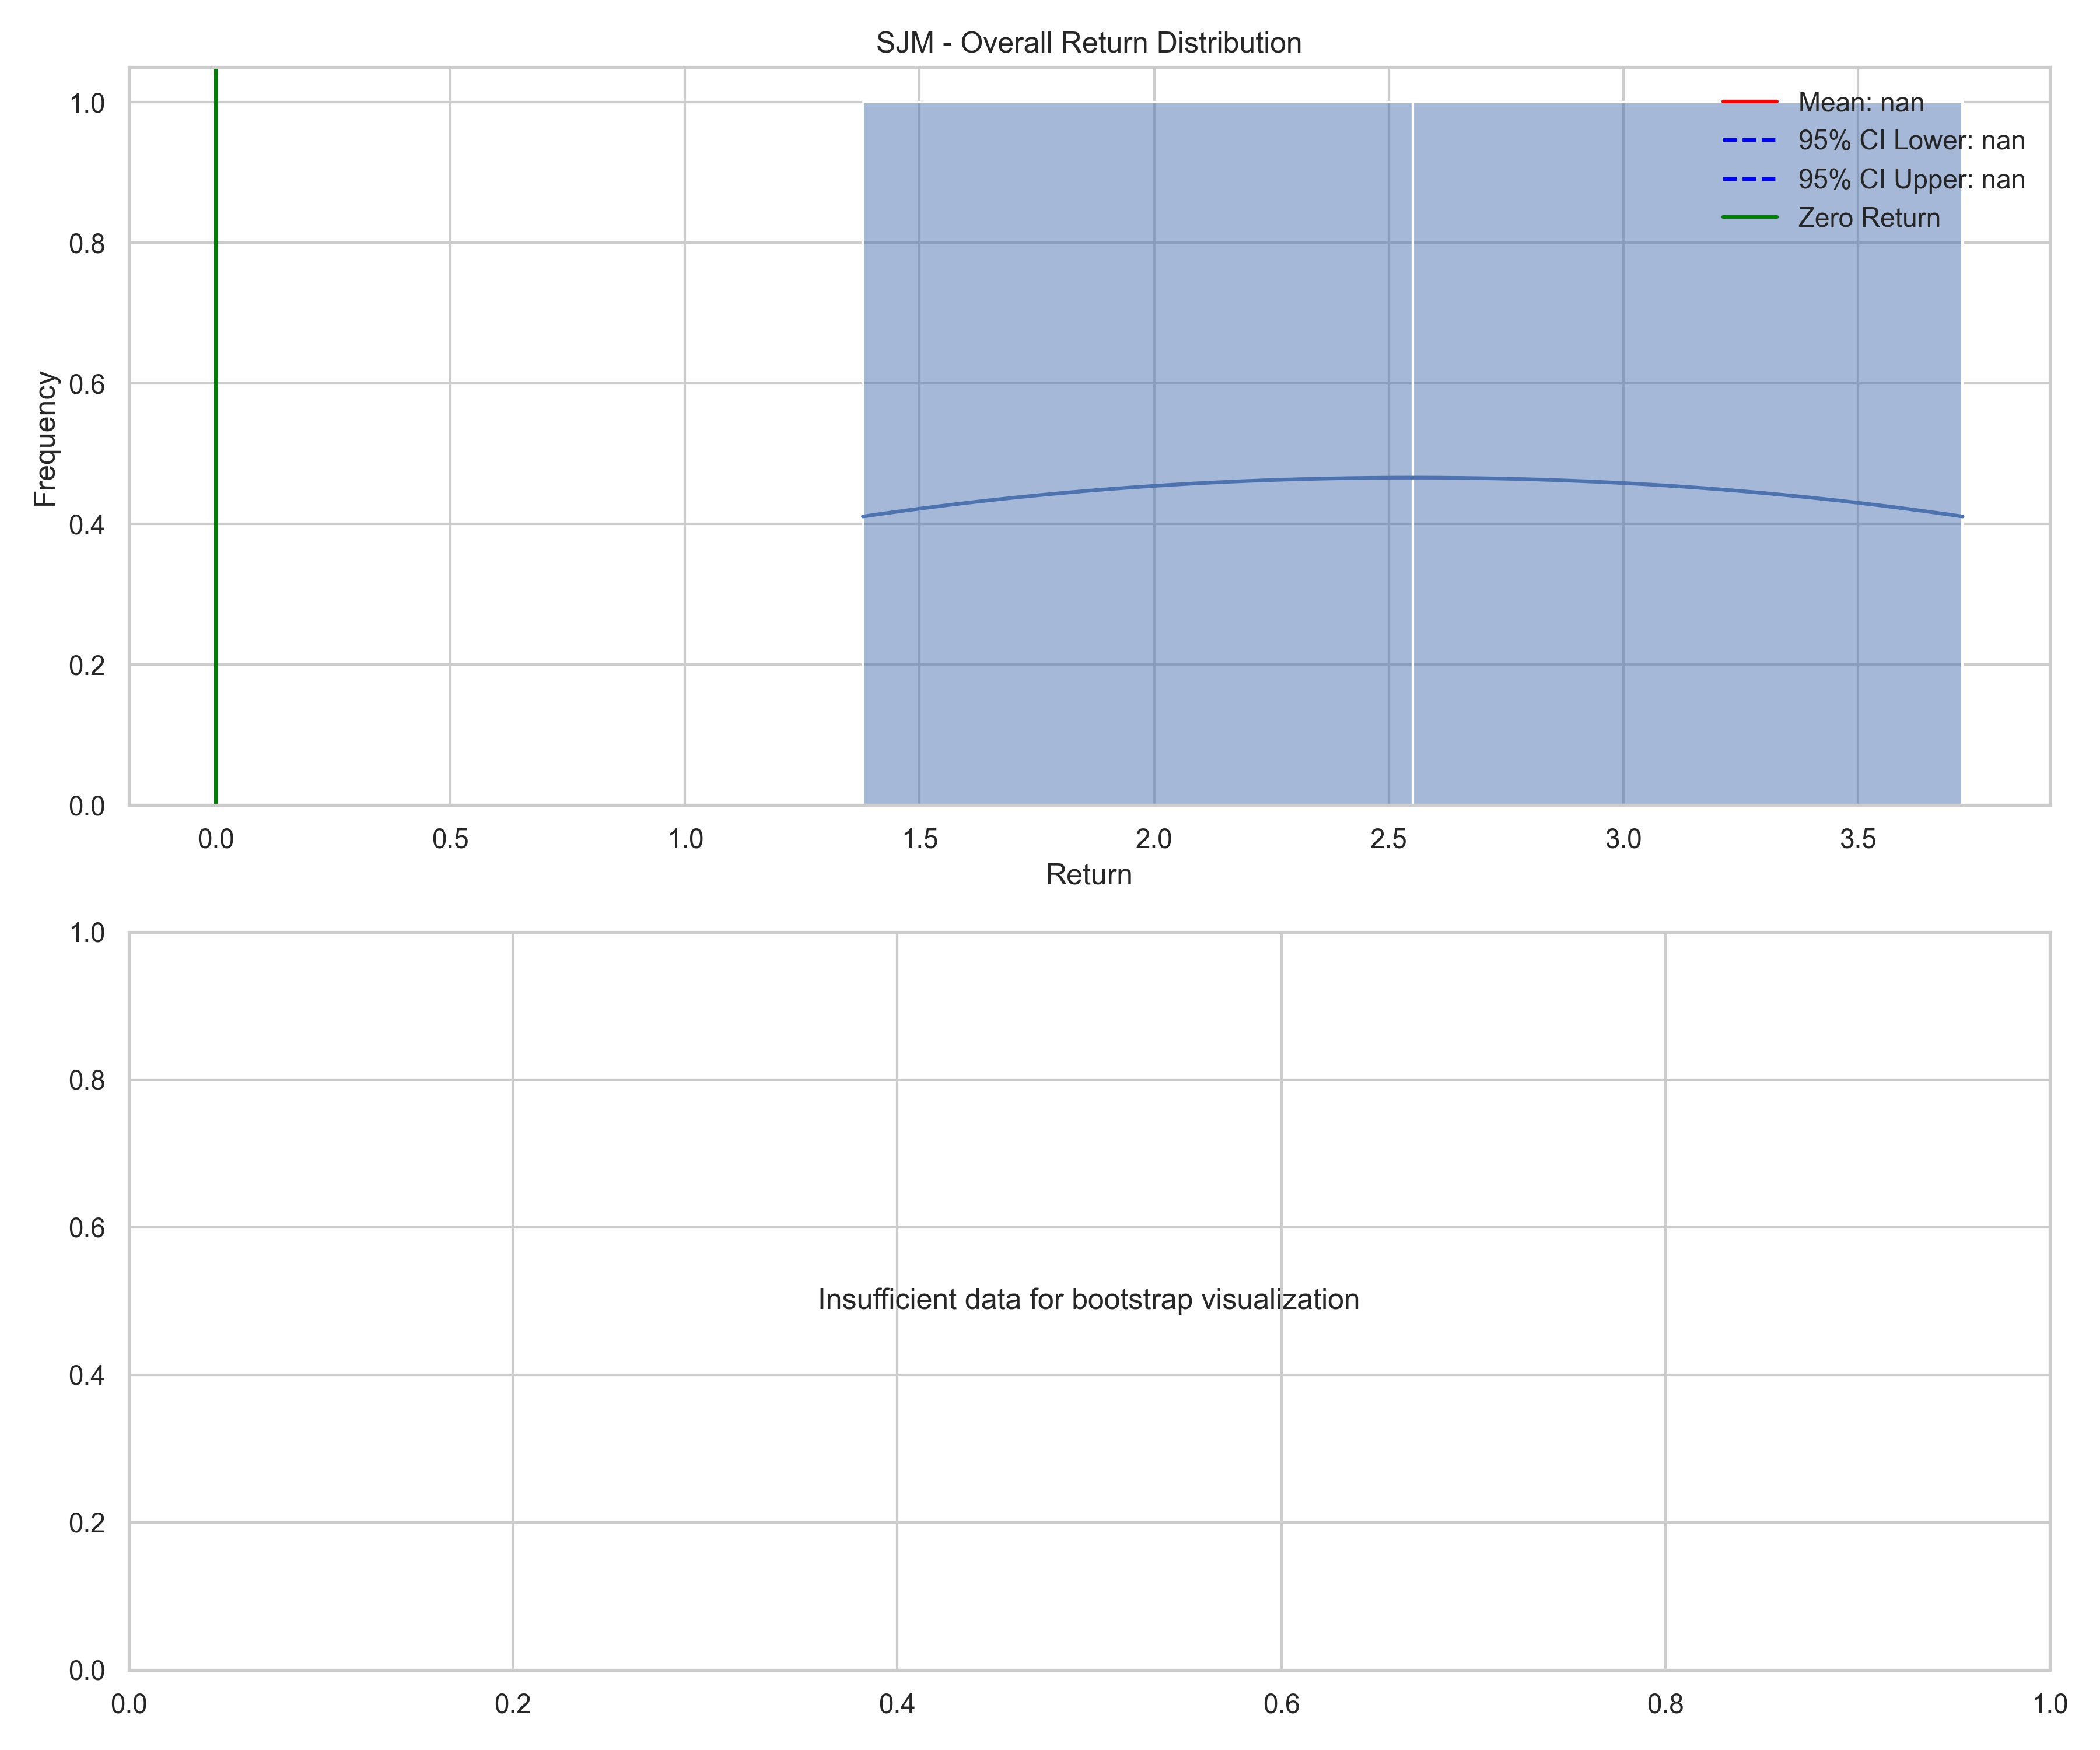 SJM - Overall Return Distribution
Mean: nan
95% CI Lower: nan
95% CI Upper: nan
Zero Return
Frequency
1.0
0.8
0.6
0.4
0.2
0.0
0.0 0.5 1.0 1.5 2.0 2.5 3.0 3.5
Return
1.0
0.8
0.6
Insufficient data for bootstrap visualization
0.4
0.2
0.0
0.0 0.2 0.4 0.6 0.8 1.0